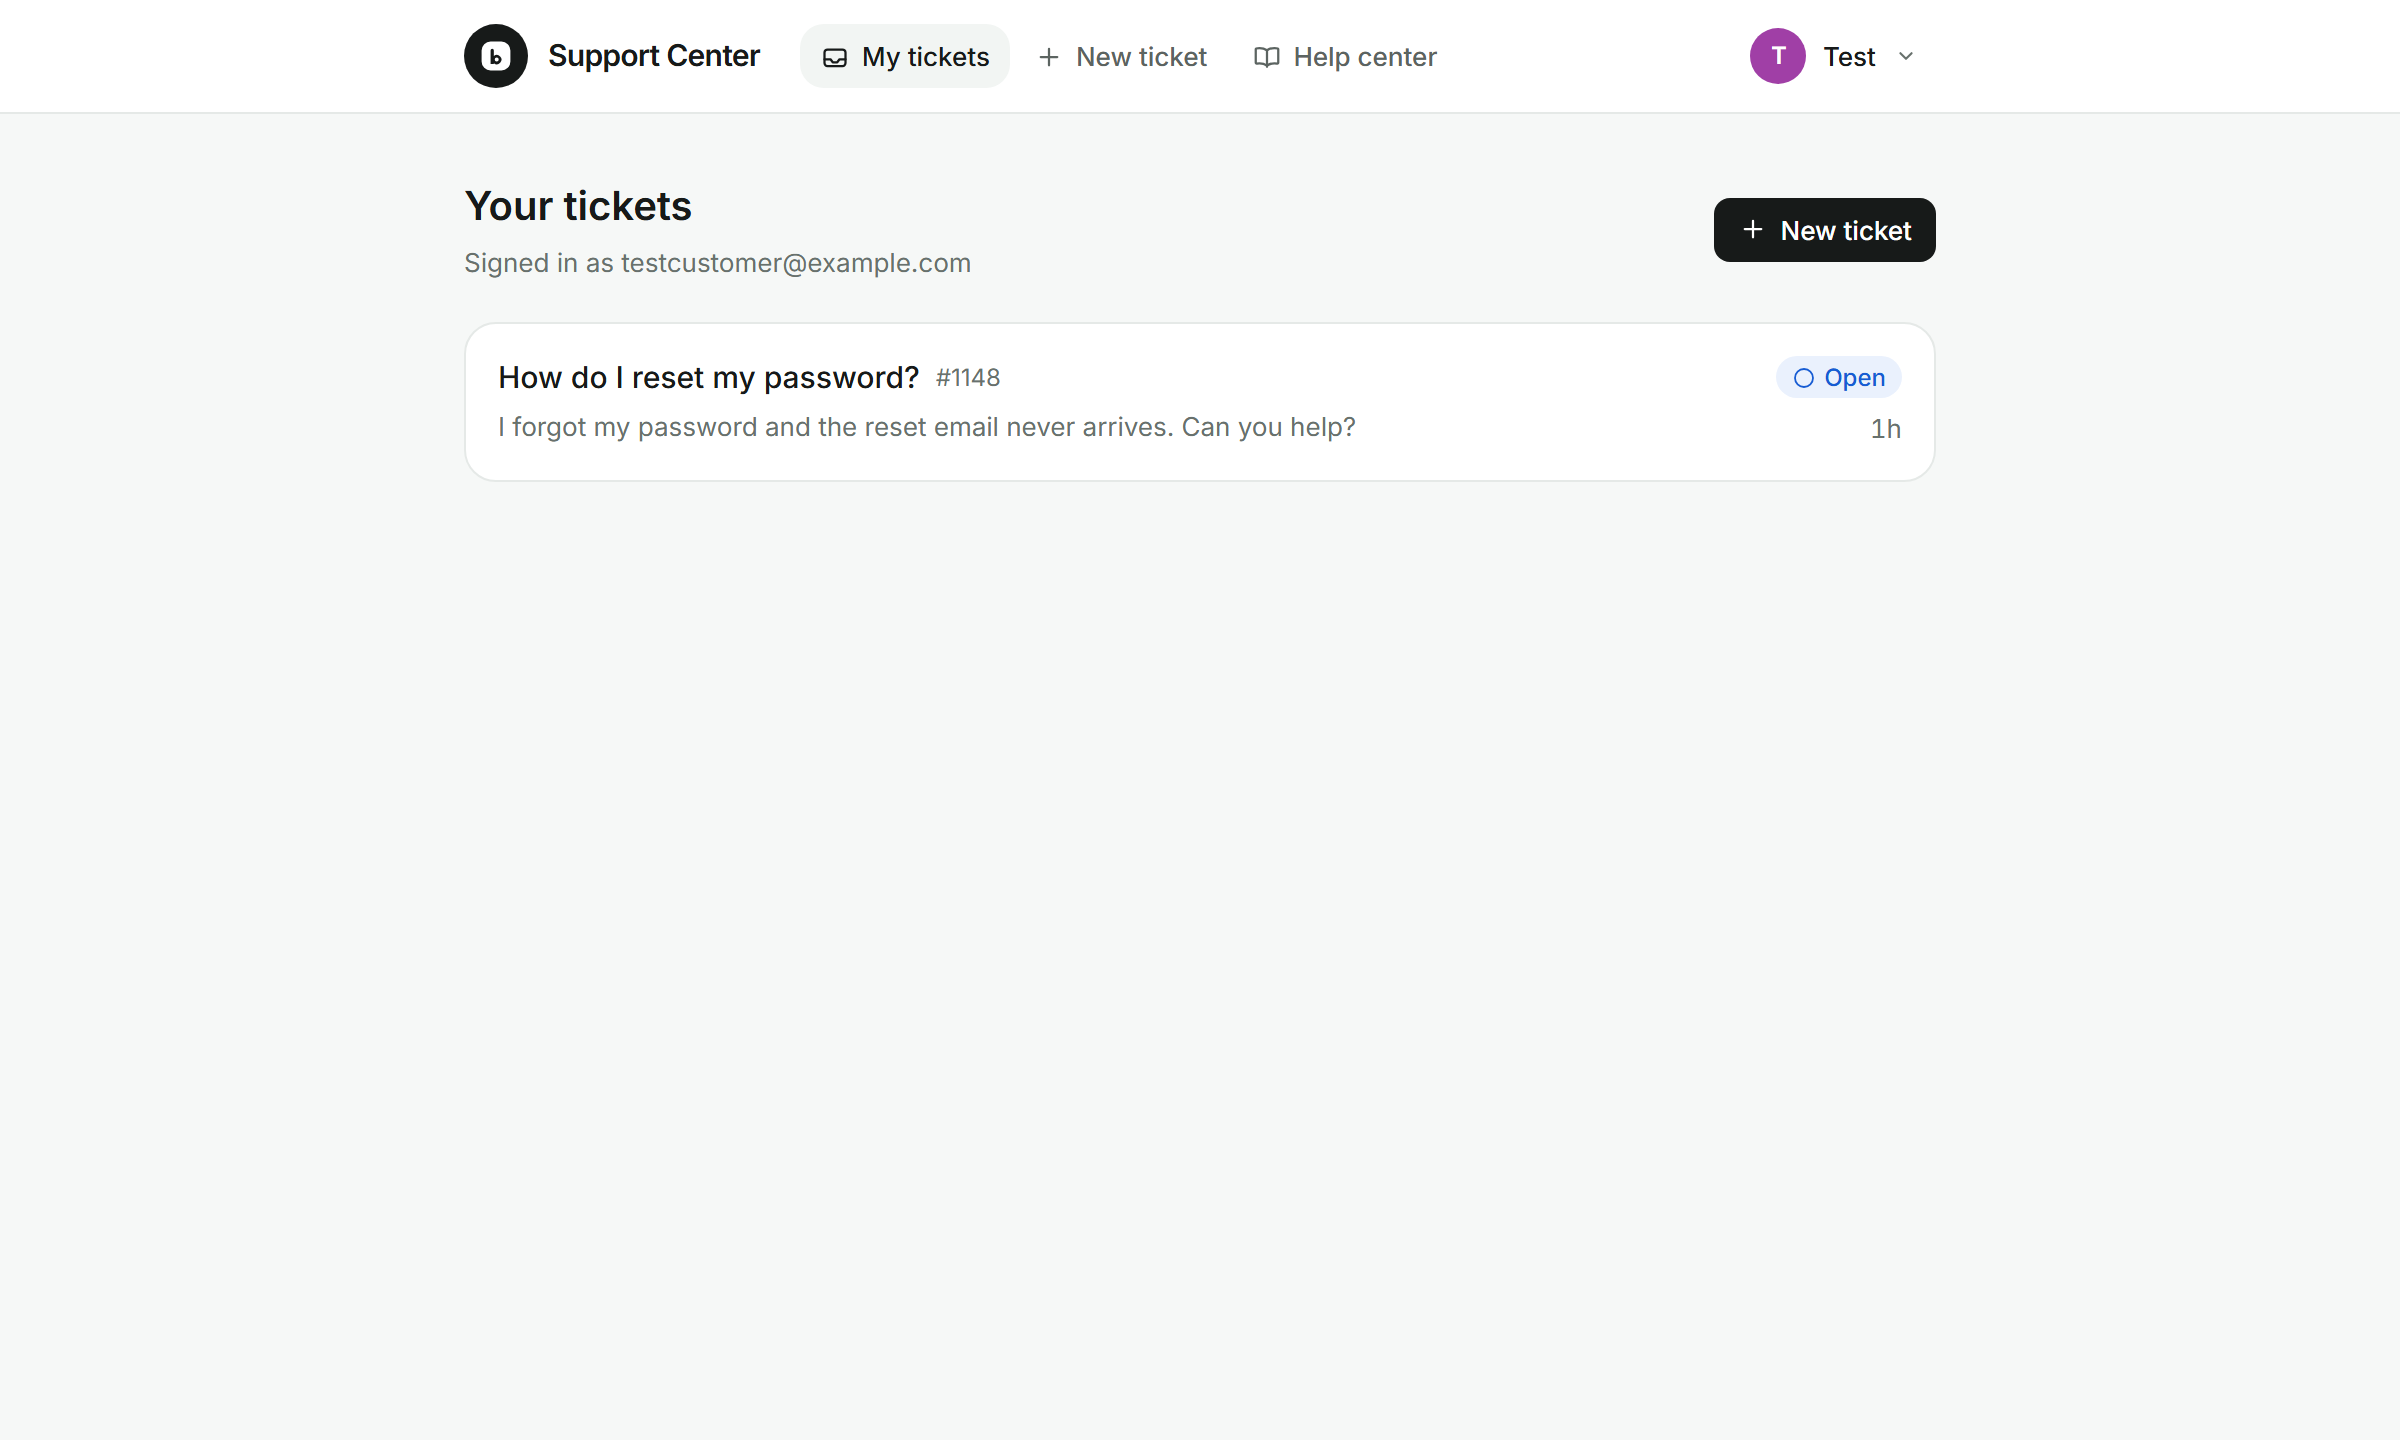 Support Center
My tickets
New ticket
Help center
T
Test
Your tickets
Signed in as testcustomer@example.com
New ticket
How do I reset my password? #1148
Open
I forgot my password and the reset email never arrives. Can you help?
1h